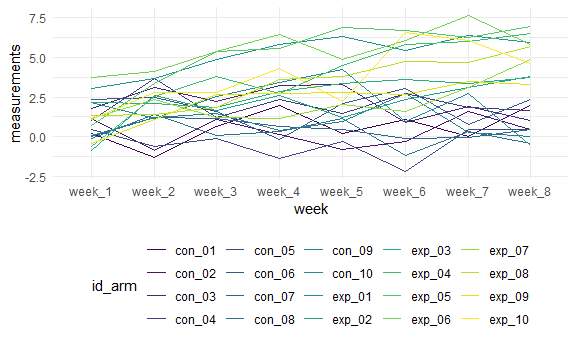 7.5
5.0
2.5
0.0
-2.5
measurements
week_1 week_2 week_3 week_4 week_5 week_6 week_7 week_8
week
id_arm
con_01 con_05 con_09 exp_03 exp_07
con_02 con_06 con_10 exp_04 exp_08
con_03 con_07 exp_01 exp_05 exp_09
con_04 con_08 exp_02 exp_06 exp_10